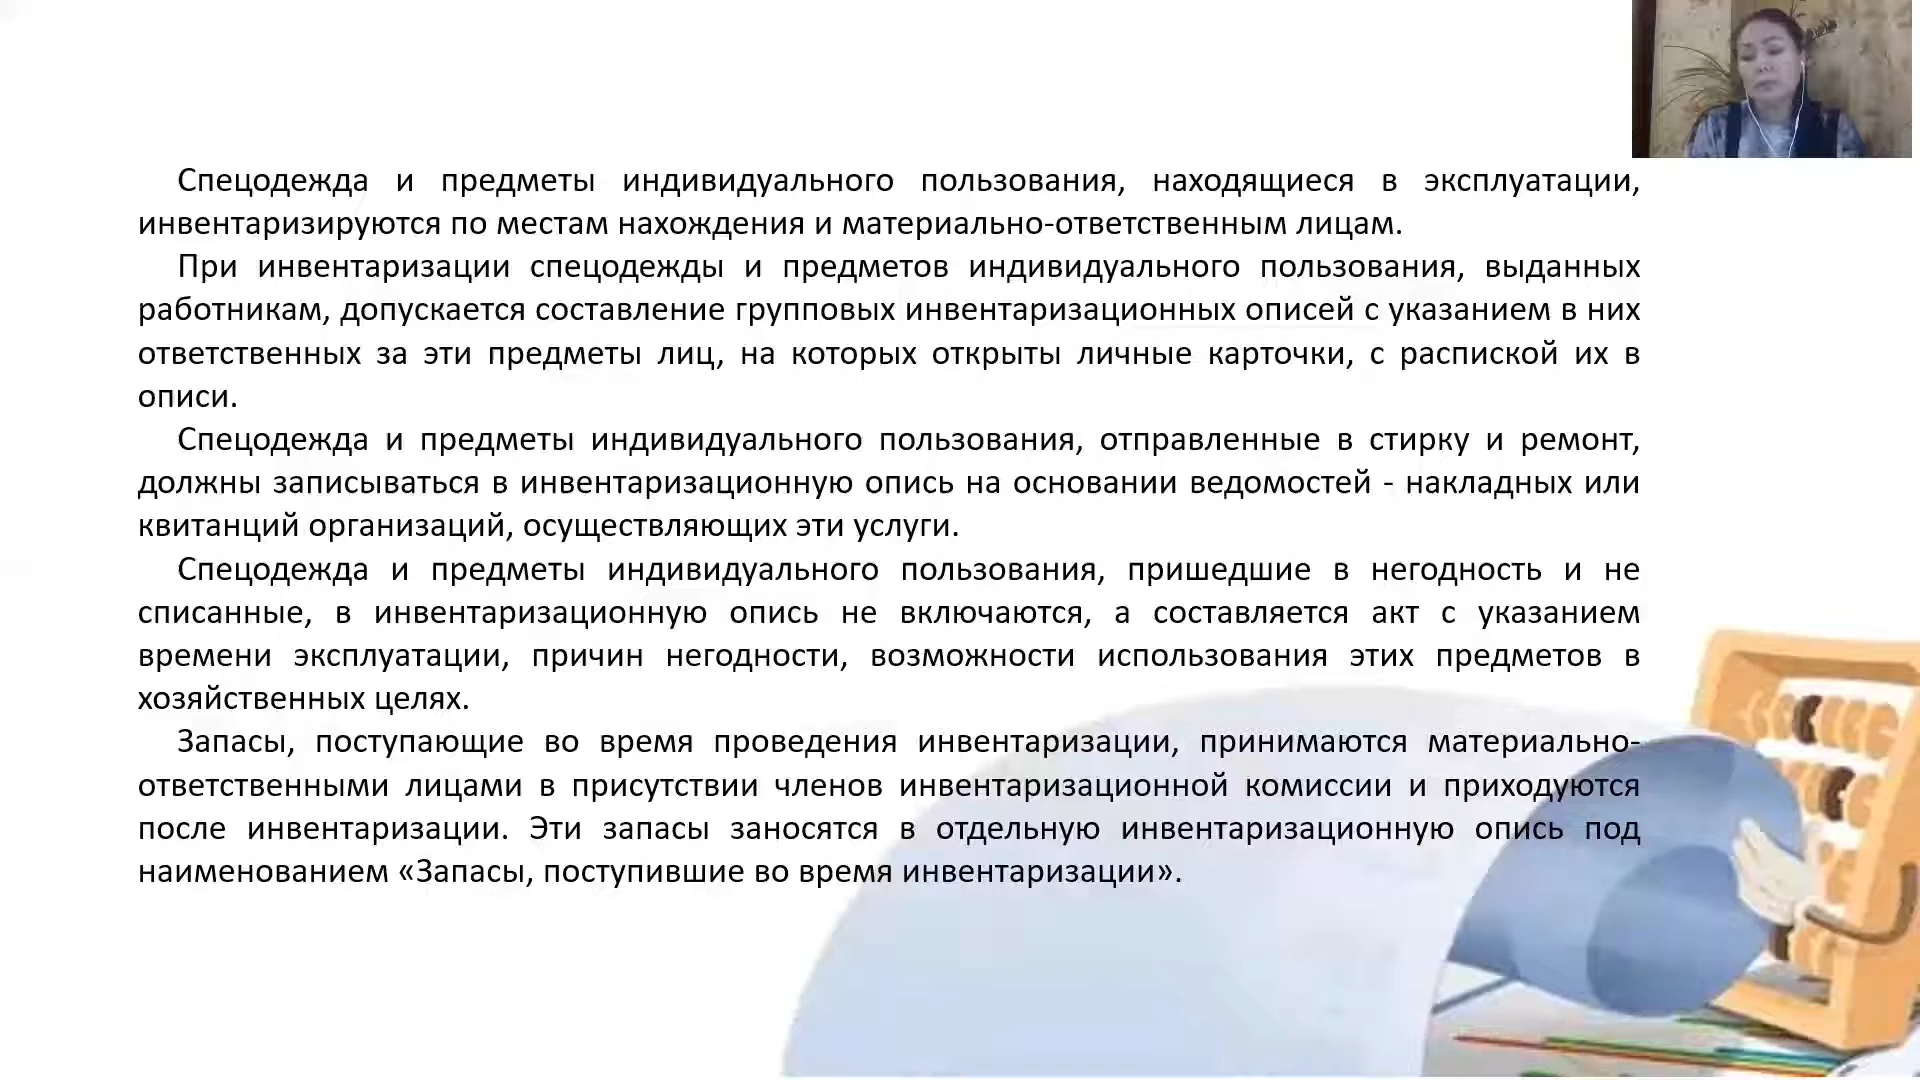 Спецодежда и предметы индивидуального пользования, находящиеся в эксплуатации,
инвентаризируются по местам нахождения и материально-ответственным лицам.
При инвентаризации спецодежды и предметов индивидуального пользования, выданных
работникам, допускается составление групповых инвентаризационных описей с указанием в них
ответственных за эти предметы лиц, на которых открыты личные карточки, с распиской их в
описи.
Спецодежда и предметы индивидуального пользования, отправленные в стирку и ремонт,
должны записываться в инвентаризационную опись на основании ведомостей - накладных или
квитанций организаций, осуществляющих эти услуги.
Спецодежда и предметы индивидуального пользования, пришедшие в негодность и не
списанные, в инвентаризационную опись не включаются, а составляется акт с указанием
времени эксплуатации, причин негодности, возможности использования этих предметов в
хозяйственных целях.
Запасы, поступающие во время проведения инвентаризации, принимаются материально-
ответственными лицами в присутствии членов инвентаризационной комиссии и приходуются
после инвентаризации. Эти запасы заносятся в отдельную инвентаризационную опись под
наименованием «Запасы, поступившие во время инвентаризации».